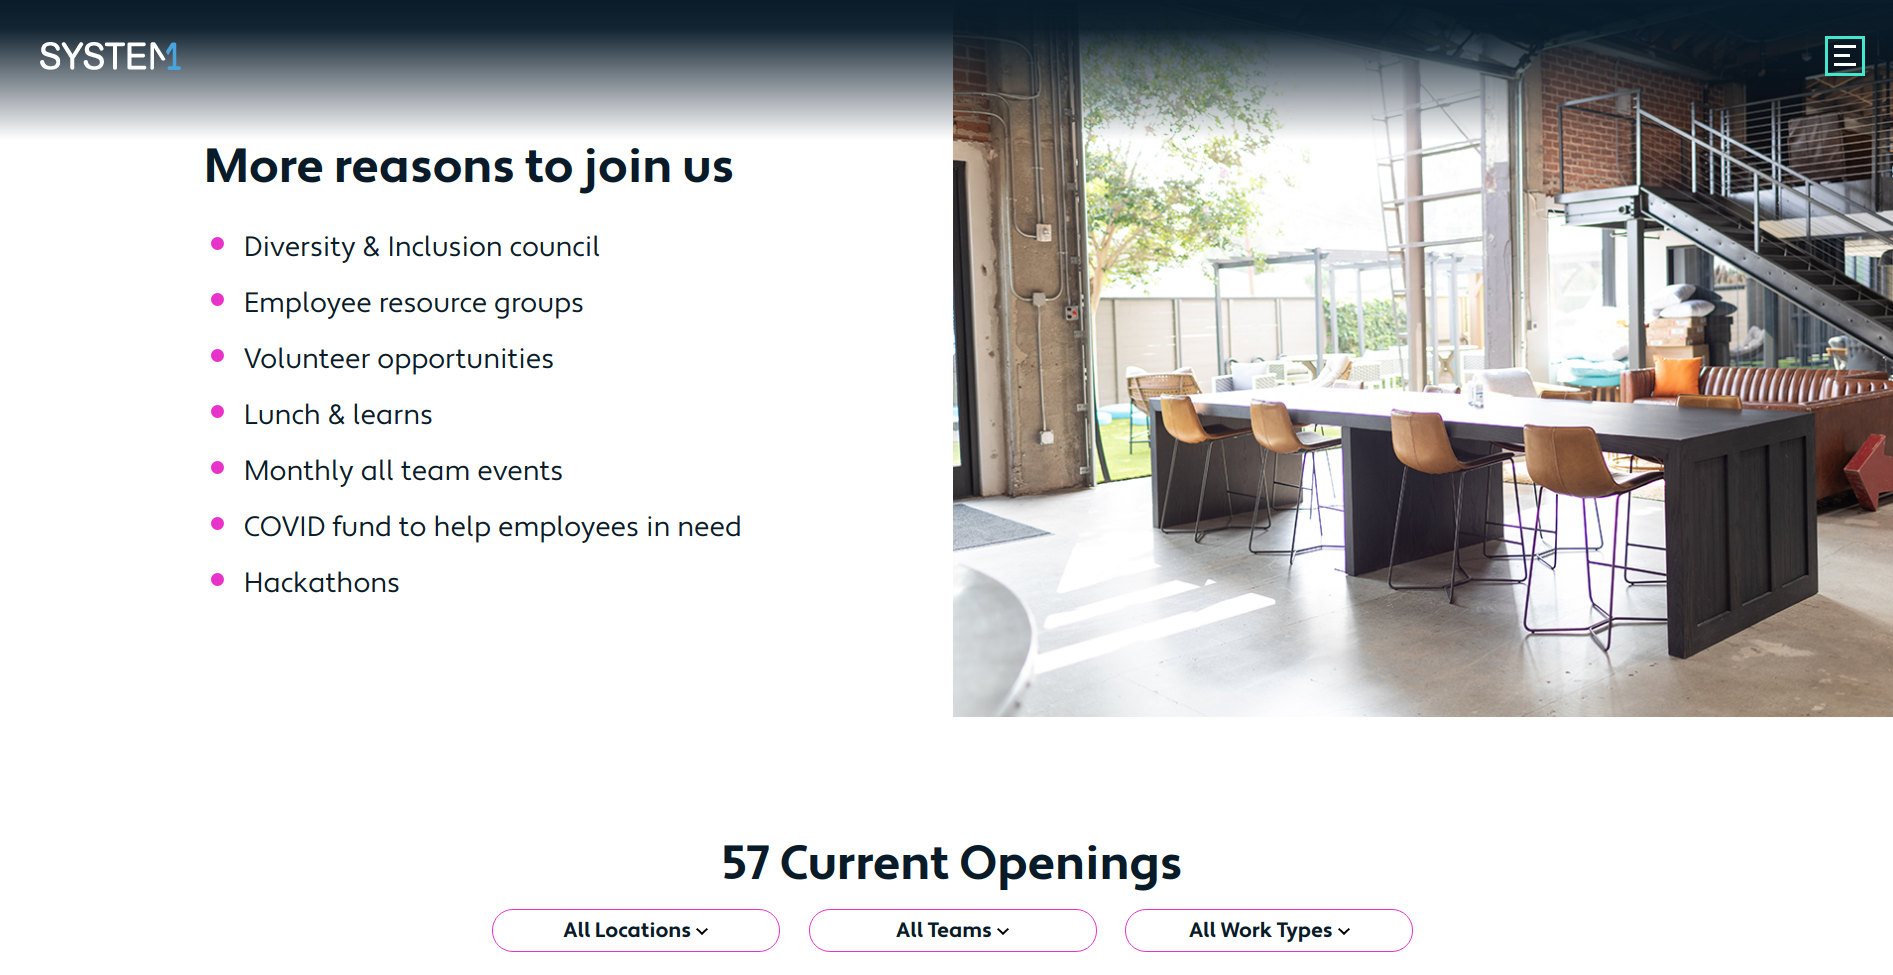 SYSTEM1
More reasons to join us
Diversity & Inclusion council
Employee resource groups
Volunteer opportunities
Lunch & learns
Monthly all team events
COVID fund to help employees in need
Hackathons
57 Current Openings
All Locations
All Teams
All Work Types